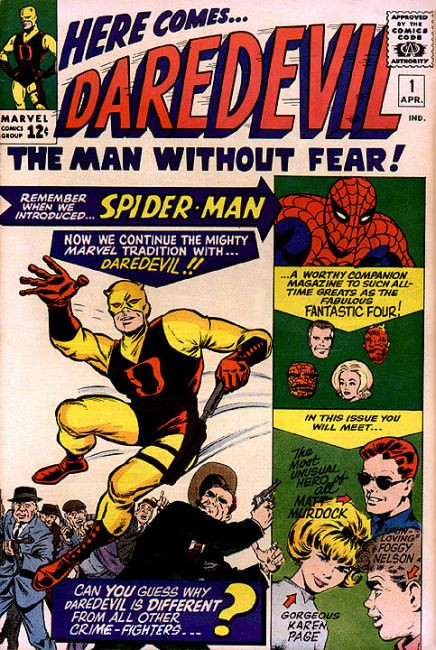 HERE COMES...
DAREDEVIL
APPROVED
BY THE
COMICS
CODE
AUTHORITY
MARVEL
COMICS
GROUP 12¢
1
APR.
IND.
THE MAN WITHOUT FEAR!
REMEMBER
WHEN WE
INTRODUCED...
SPIDER-MAN
NOW WE CONTINUE THE MIGHTY
MARVEL TRADITION WITH...
DAREDEVIL!!
...A WORTHY COMPANION
MAGAZINE TO SUCH ALL-
TIME GREATS AS THE
FABULOUS
FANTASTIC FOUR!
IN THIS ISSUE YOU
WILL MEET...
The
Most
UNUSUAL
HERO of
all...
MATT
MURDOCK
LOVING"
FOGGY
NELSON
GORGEOUS
KAREN
PAGE
CAN YOU GUESS WHY
DAREDEVIL IS DIFFERENT
FROM ALL OTHER
CRIME-FIGHTERS...
?
D